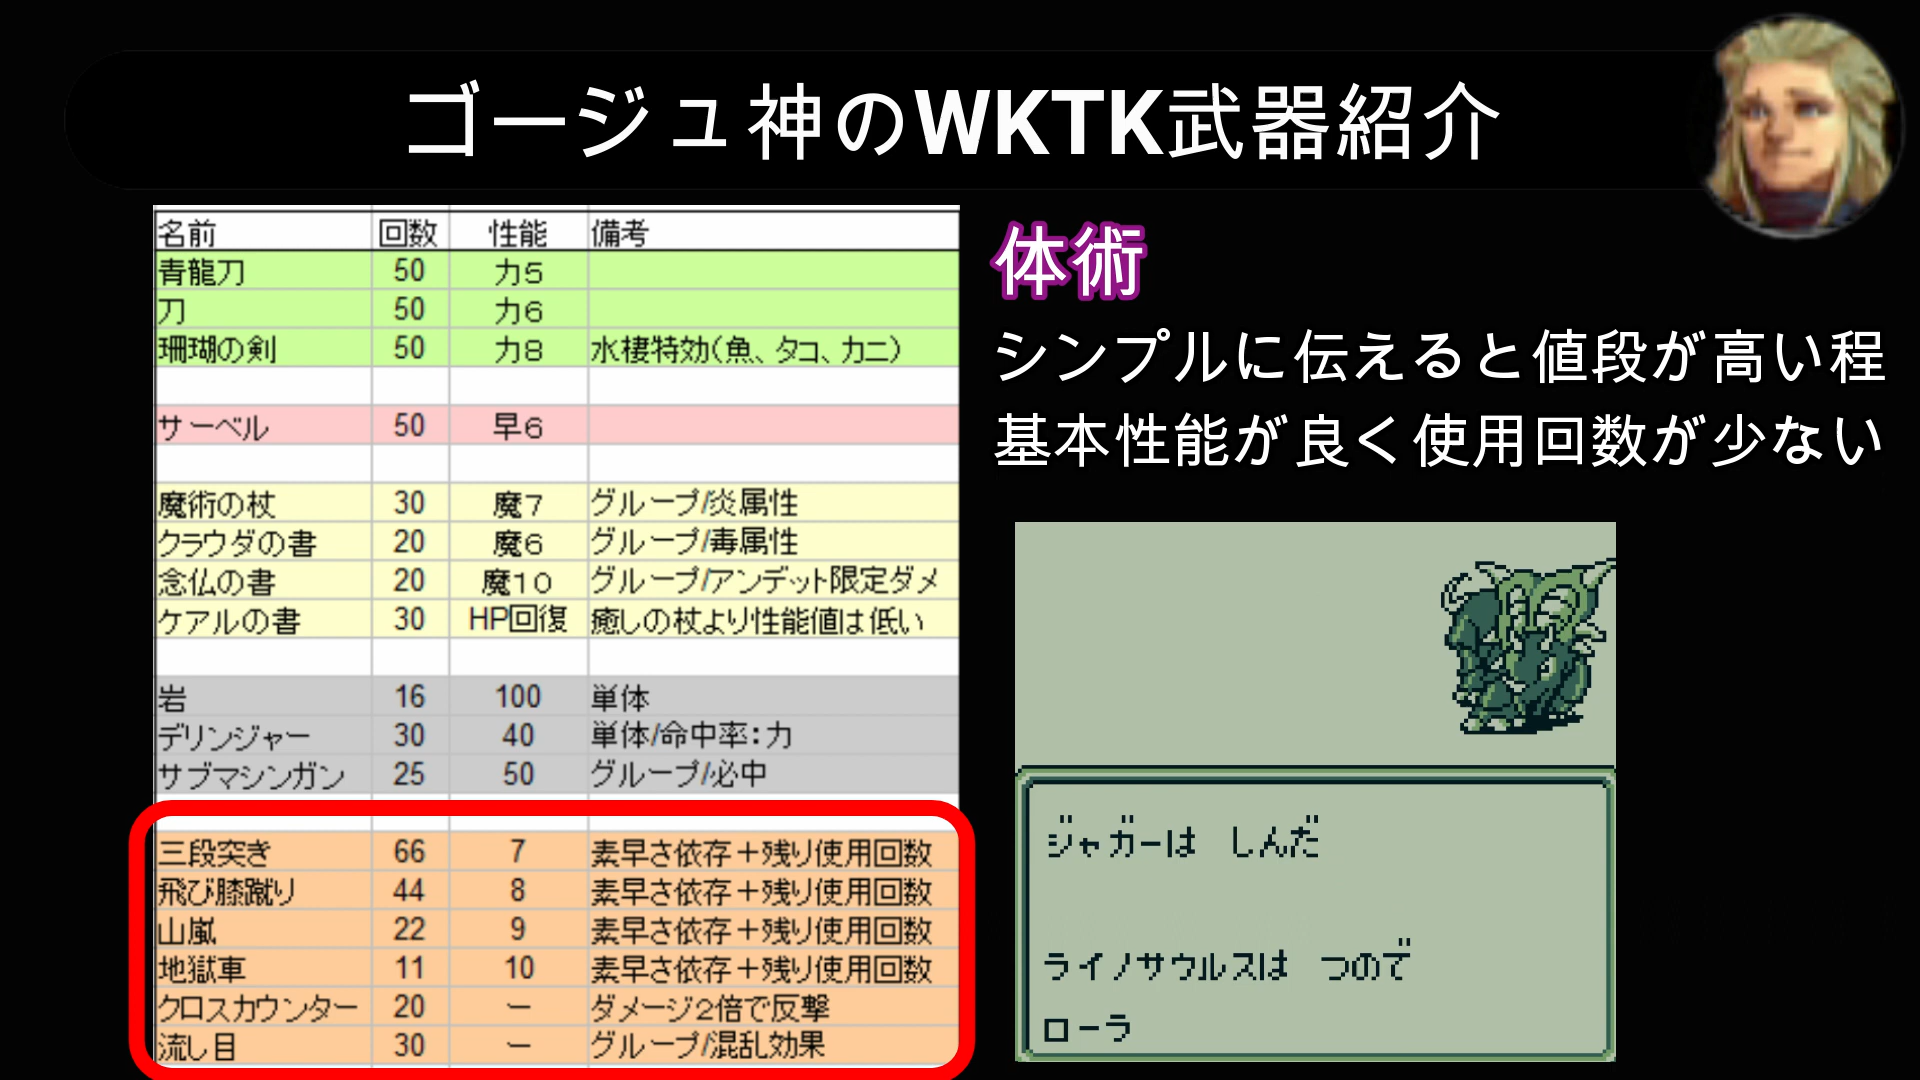 ゴージュ神のWKTK武器紹介
名前 回数 性能 備考
青龍刀 50 力5
刀 50 力6
珊瑚の剣 50 力8 水棲特効(魚、タコ、カニ)
サーベル 50 早6
魔術の杖 30 魔7 グループ/炎属性
クラウダの書 20 魔6 グループ/毒属性
念仏の書 20 魔10 グループ/アンデット限定ダメ
ケアルの書 30 HP回復 癒しの杖より性能値は低い
岩 16 100 単体
デリンジャー 30 40 単体/命中率:力
サブマシンガン 25 50 グループ/必中
三段突き 66 7 素早さ依存+残り使用回数
飛び膝蹴り 44 8 素早さ依存+残り使用回数
山嵐 22 9 素早さ依存+残り使用回数
地獄車 11 10 素早さ依存+残り使用回数
クロスカウンター 20 ー ダメージ2倍で反撃
流し目 30 ー グループ/混乱効果
体術
シンプルに伝えると値段が高い程
基本性能が良く使用回数が少ない
ジャガーは しんだ
ライノサウルスは つので
ローラ